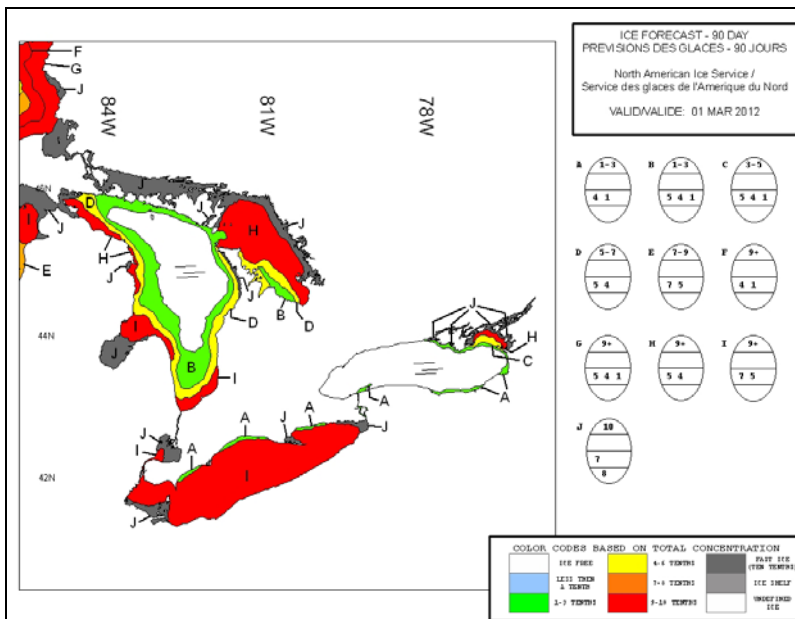 ICE FORECAST - 90 DAY
PREVISIONS DES GLACES - 90 JOURS
North American Ice Service /
Service des glaces de l'Amerique du Nord
VALID/VALIDE: 01 MAR 2012
84W
81W
78W
F
G
J
J
D
J
J
J
I
J
H
H
J
E
J
D
B
D
44N
I
J
B
I
J
H
C
A
A
A
J
A
A
J
J
I
I
42N
J
A 1-3
4 1
B 1-3
5 4 1
C 3-5
5 4 1
D 5-7
5 4
E 7-9
7 5
F 9+
4 1
G 9+
5 4 1
H 9+
5 4
I 9+
7 5
J 10
7
8
COLOR CODES BASED ON TOTAL CONCENTRATION
ICE FREE
LESS THEN
1 TENTH
1-3 TENTHS
4-6 TENTHS
7-8 TENTHS
9-10 TENTHS
FAST ICE
(TEN TENTHS)
ICE SHELF
UNDEFINED
ICE